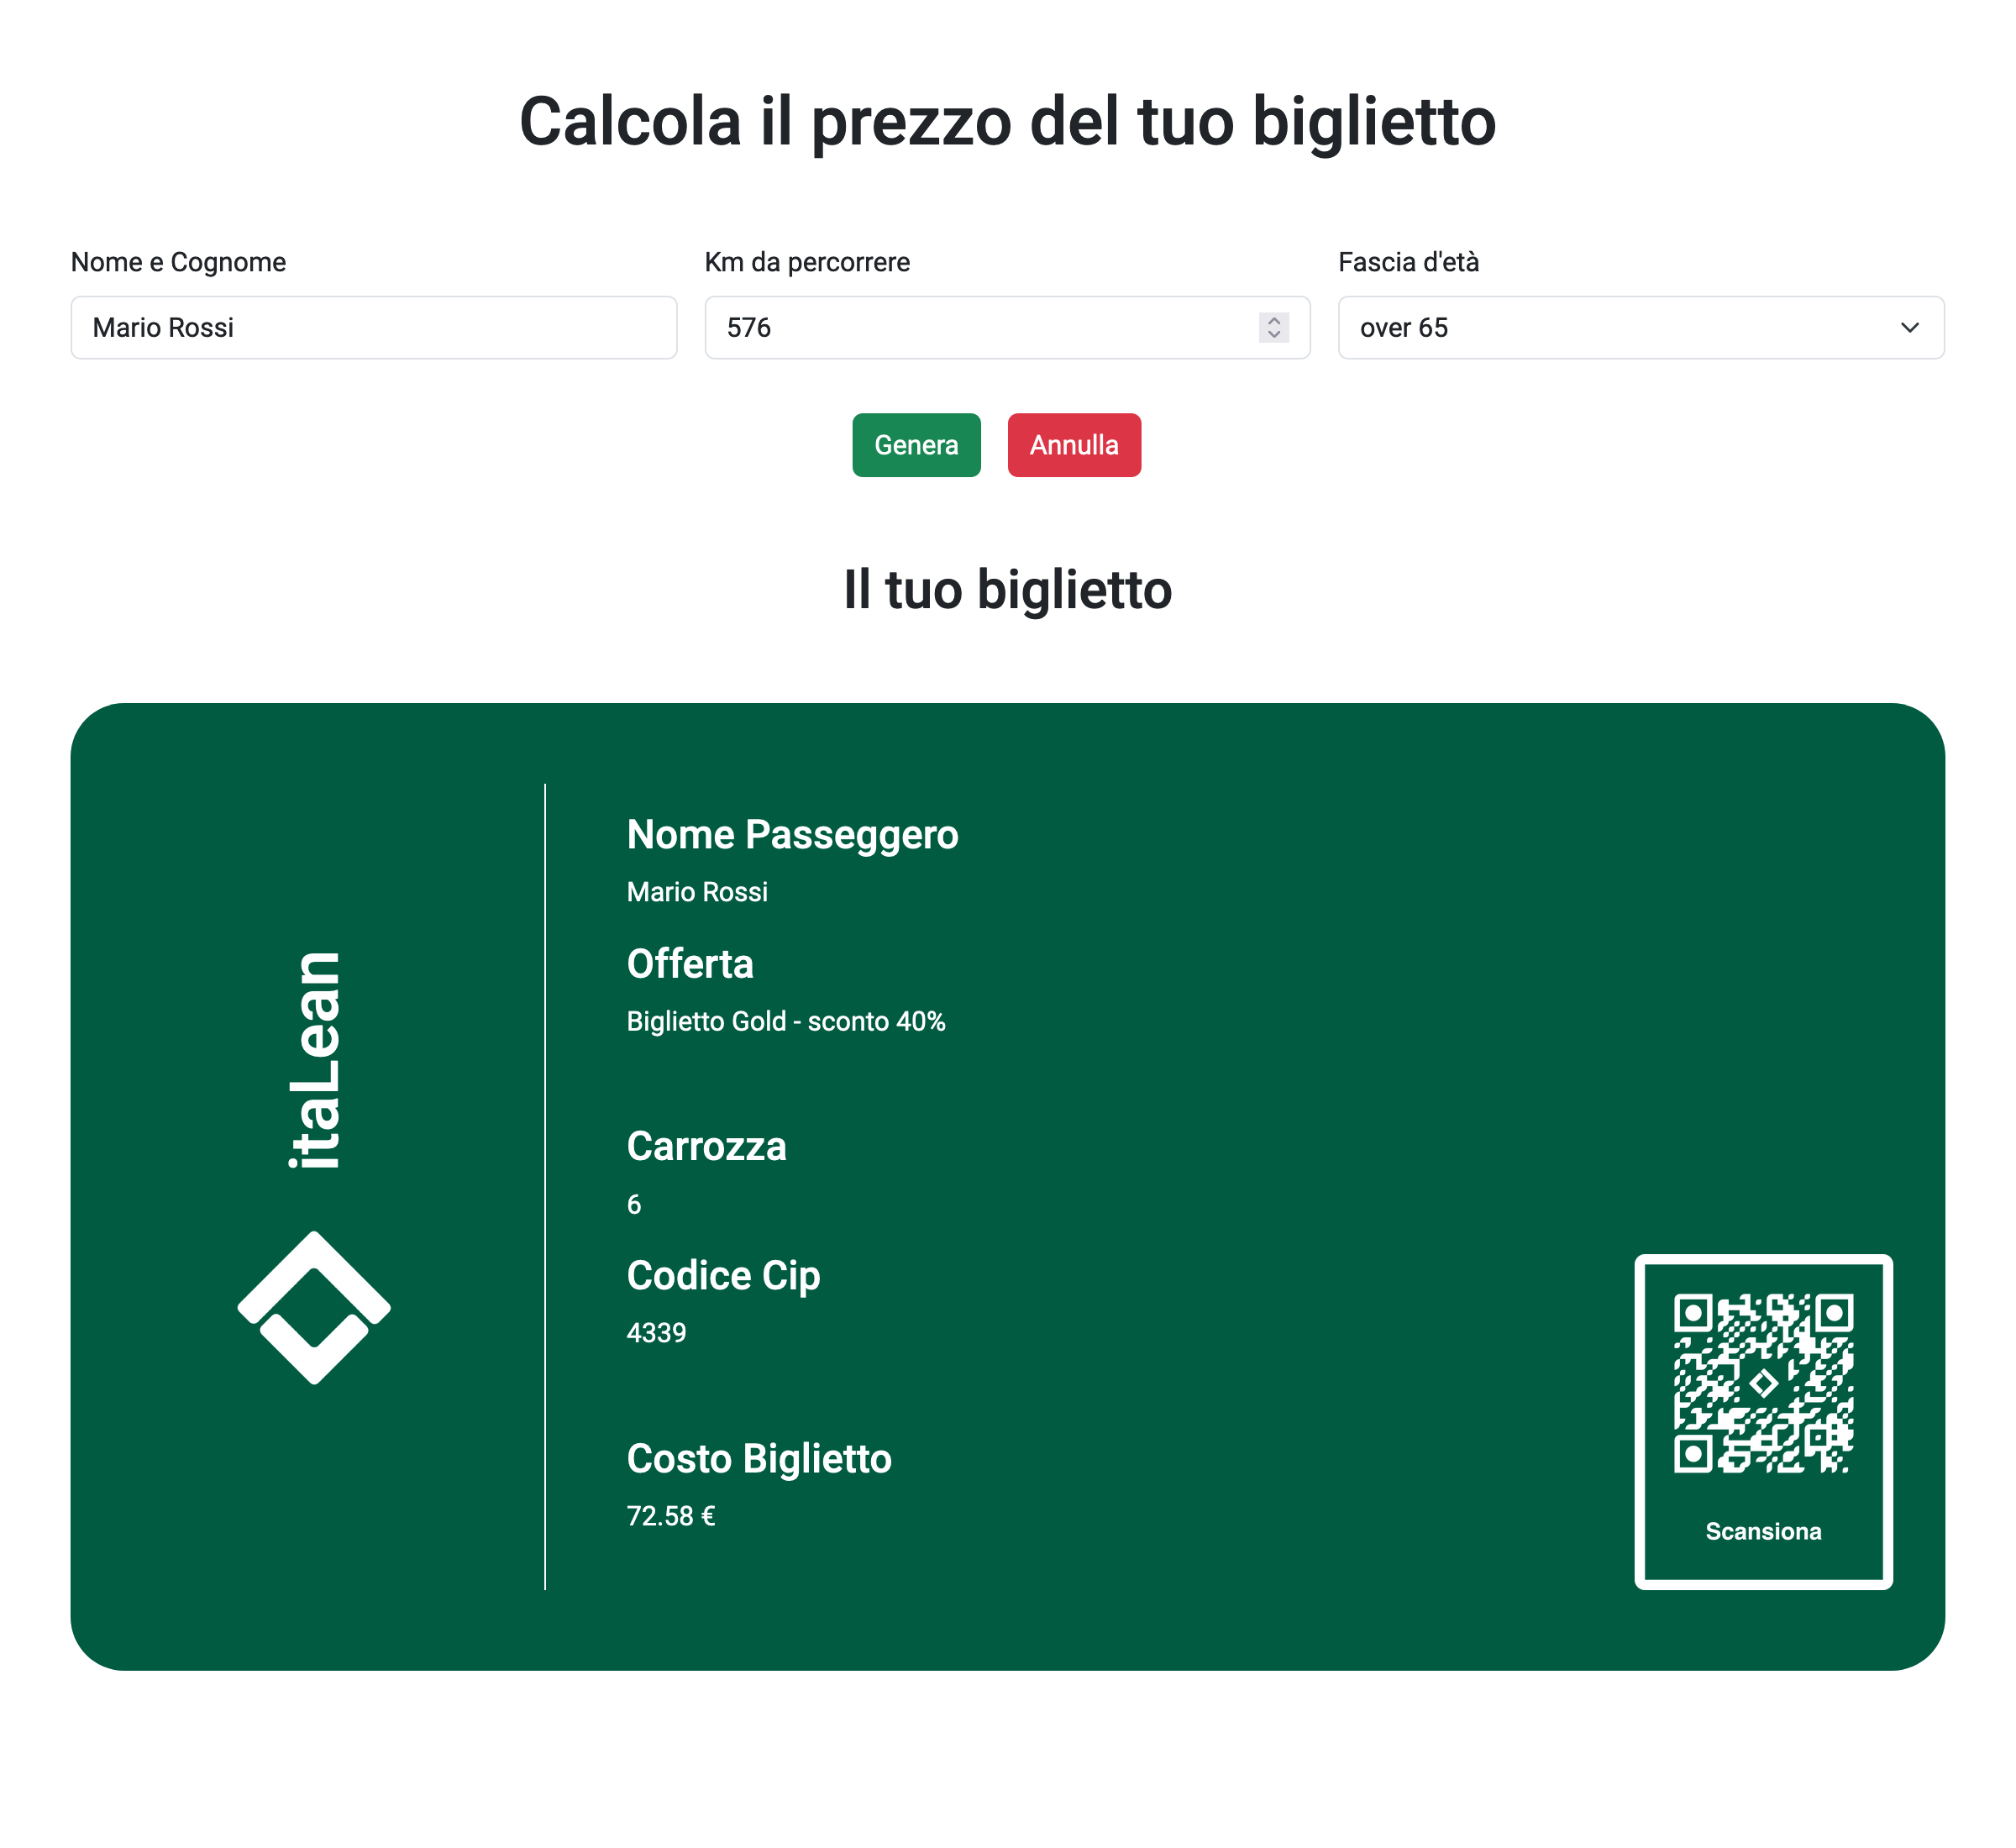 Calcola il prezzo del tuo biglietto
Nome e Cognome
Km da percorrere
Fascia d'età
Mario Rossi
576
over 65
Genera
Annulla
Il tuo biglietto
itaLean
Nome Passeggero
Mario Rossi
Offerta
Biglietto Gold - sconto 40%
Carrozza
6
Codice Cip
4339
Costo Biglietto
72.58 €
Scansiona